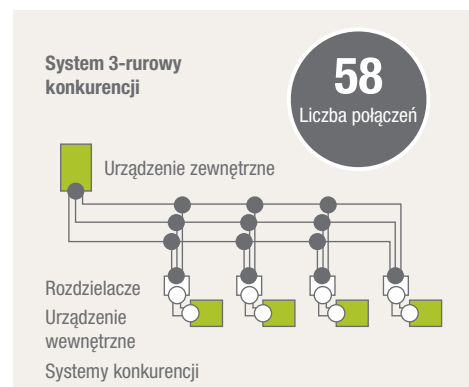 System 3-rurowy
konkurencji
58
Liczba połączeń
Urządzenie zewnętrzne
Rozdzielacze
Urządzenie
wewnętrzne
Systemy konkurencji